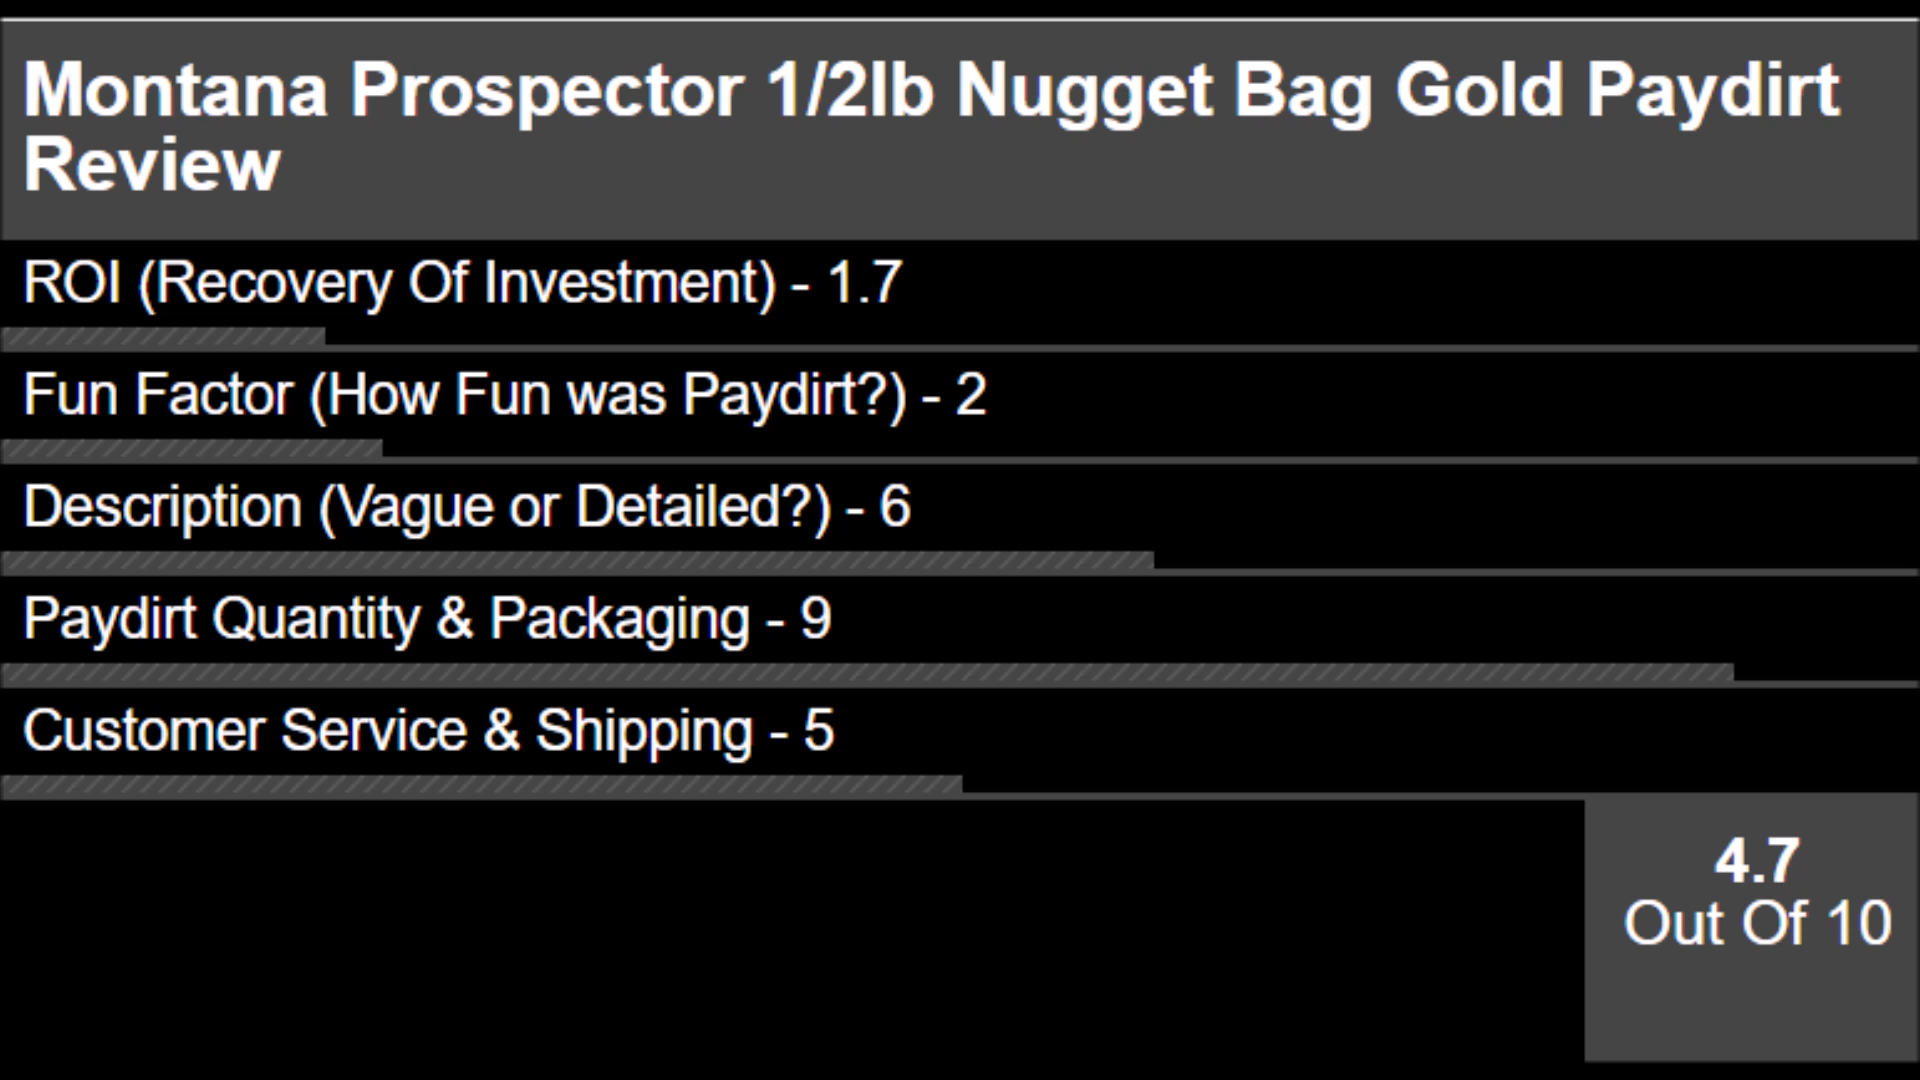 Montana Prospector 1/2lb Nugget Bag Gold Paydirt
Review
ROI (Recovery Of Investment) - 1.7
Fun Factor (How Fun was Paydirt?) - 2
Description (Vague or Detailed?) - 6
Paydirt Quantity & Packaging - 9
Customer Service & Shipping - 5
4.7
Out Of 10